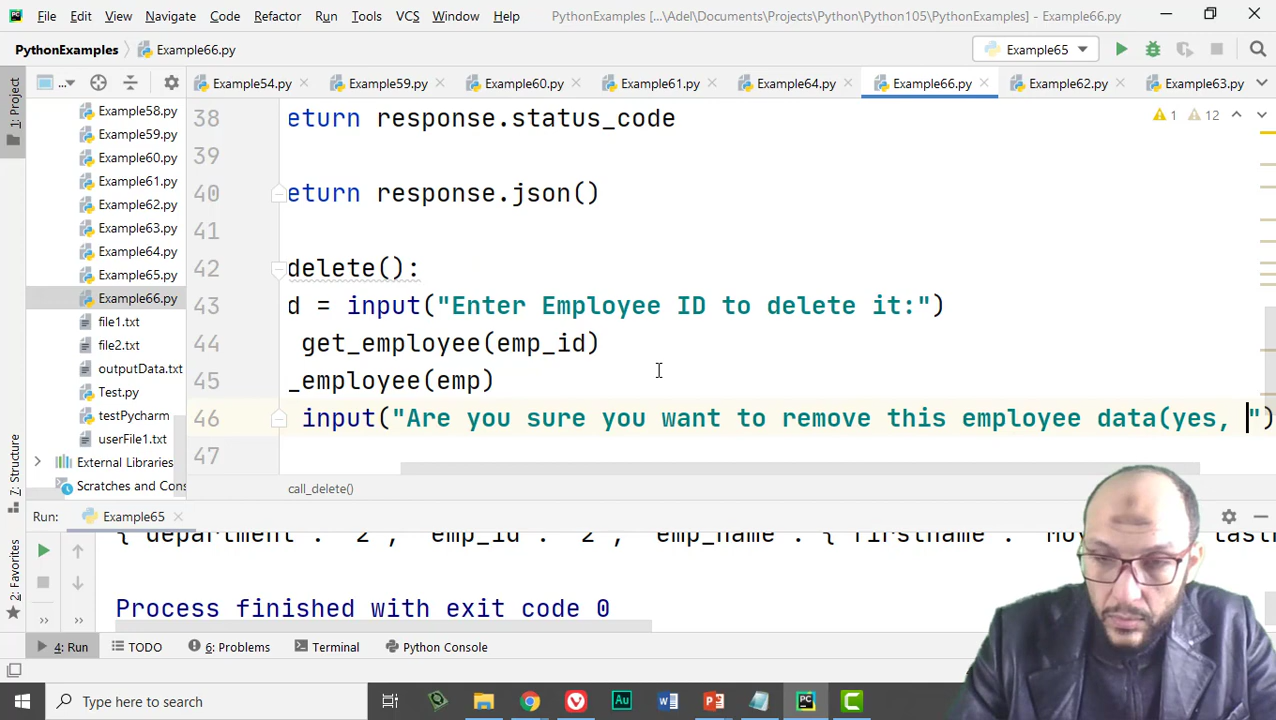 File Edit View Navigate Code Refactor Run Tools VCS Window Help PythonExamples [...\Adel\Documents\Projects\Python\Python105\PythonExamples] - Example66.py
PythonExamples Example66.py Example65
Example54.py Example59.py Example60.py Example61.py Example64.py Example66.py Example62.py Example63.py
1: Project
7: Structure
2: Favorites
Example58.py
Example59.py
Example60.py
Example61.py
Example62.py
Example63.py
Example64.py
Example65.py
Example66.py
file1.txt
file2.txt
outputData.txt
Test.py
testPycharm
userFile1.txt
External Libraries
Scratches and Cons
1 12
38 eturn response.status_code
39
40 eturn response.json()
41
42 delete():
43 d = input("Enter Employee ID to delete it:")
44 get_employee(emp_id)
45 _employee(emp)
46 input("Are you sure you want to remove this employee data(yes, ")
47
call_delete()
Run: Example65
Process finished with exit code 0
4: Run TODO 6: Problems Terminal Python Console
Type here to search